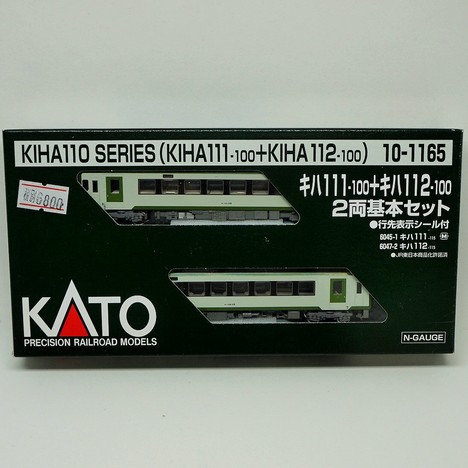 KIHA110 SERIES (KIHA111-100+KIHA112-100) 10-1165
キハ111-100+キハ112-100
2両基本セット
●行先表示シール付
6045-1 キハ111-100 M
6047-2 キハ112-100
●JR東日本商品化許諾済
6800
KATO
PRECISION RAILROAD MODELS
N-GAUGE